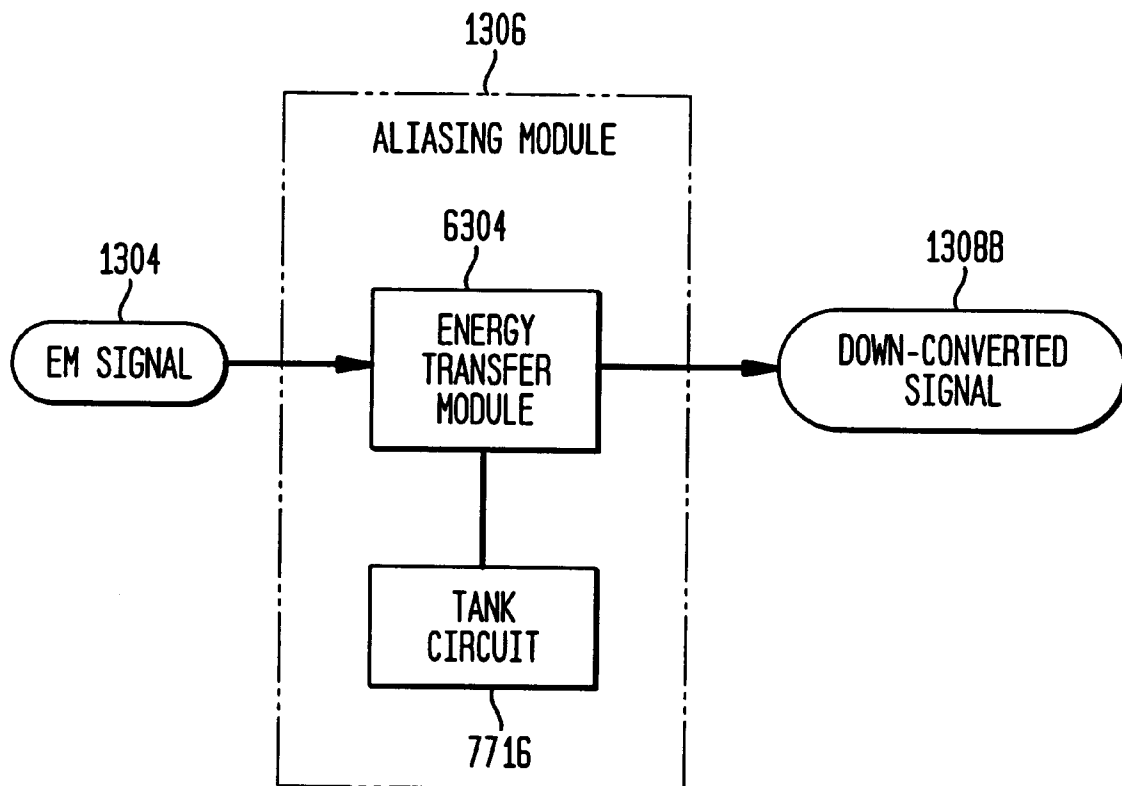 1306
ALIASING MODULE
6304
1304
1308B
EM SIGNAL
ENERGY
TRANSFER
MODULE
DOWN-CONVERTED
SIGNAL
TANK
CIRCUIT
7716